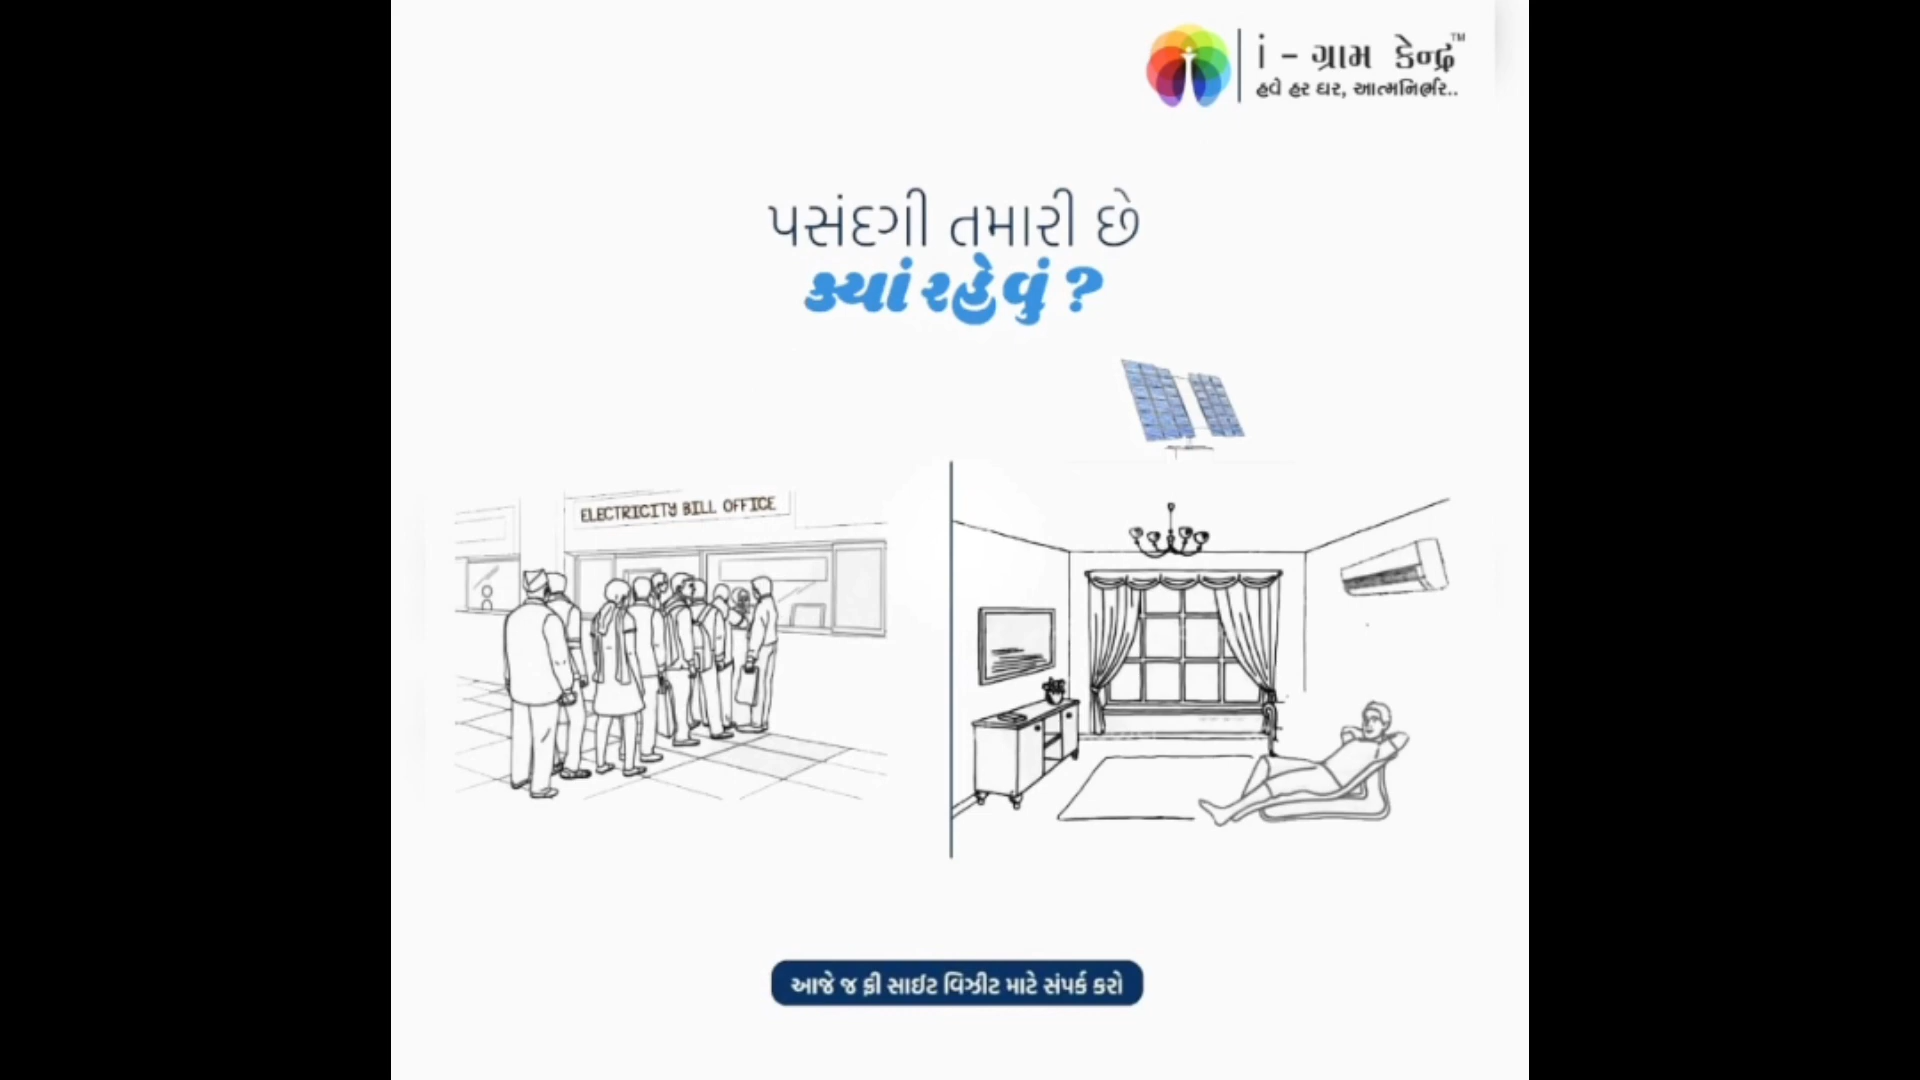 i - ગ્રામ કેન્દ્ર™
હવે હર ઘર, આત્મનિર્ભર..
પસંદગી તમારી છે
ક્યાં રહેવું ?
ELECTRICITY BILL OFFICE
આજે જ ફ્રી સાઈટ વિઝીટ માટે સંપર્ક કરો